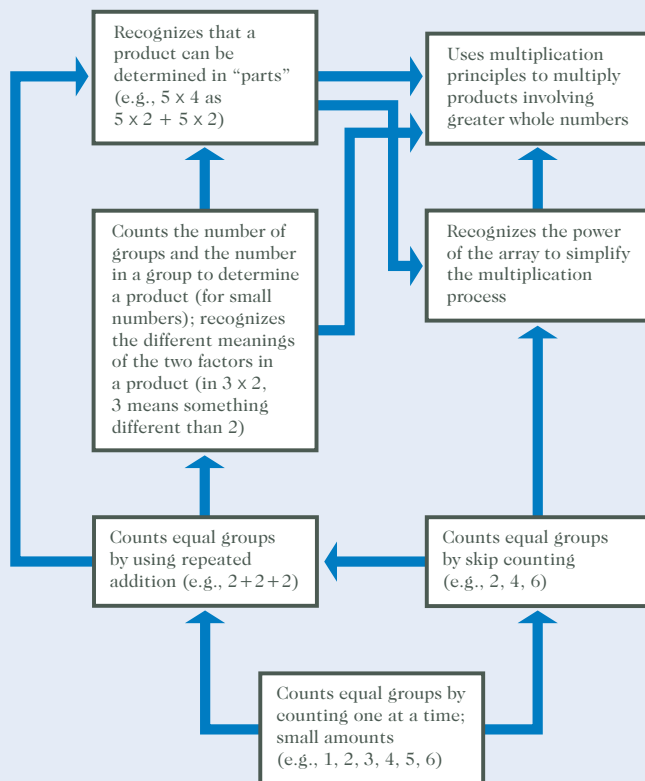 Recognizes that a
product can be
determined in “parts”
(e.g., 5 x 4 as
5 x 2 + 5 x 2)
Uses multiplication
principles to multiply
products involving
greater whole numbers
Counts the number of
groups and the number
in a group to determine
a product (for small
numbers); recognizes
the different meanings
of the two factors in
a product (in 3 x 2,
3 means something
different than 2)
Recognizes the power
of the array to simplify
the multiplication
process
Counts equal groups
by using repeated
addition (e.g., 2+2+2)
Counts equal groups
by skip counting
(e.g., 2, 4, 6)
Counts equal groups by
counting one at a time;
small amounts
(e.g., 1, 2, 3, 4, 5, 6)